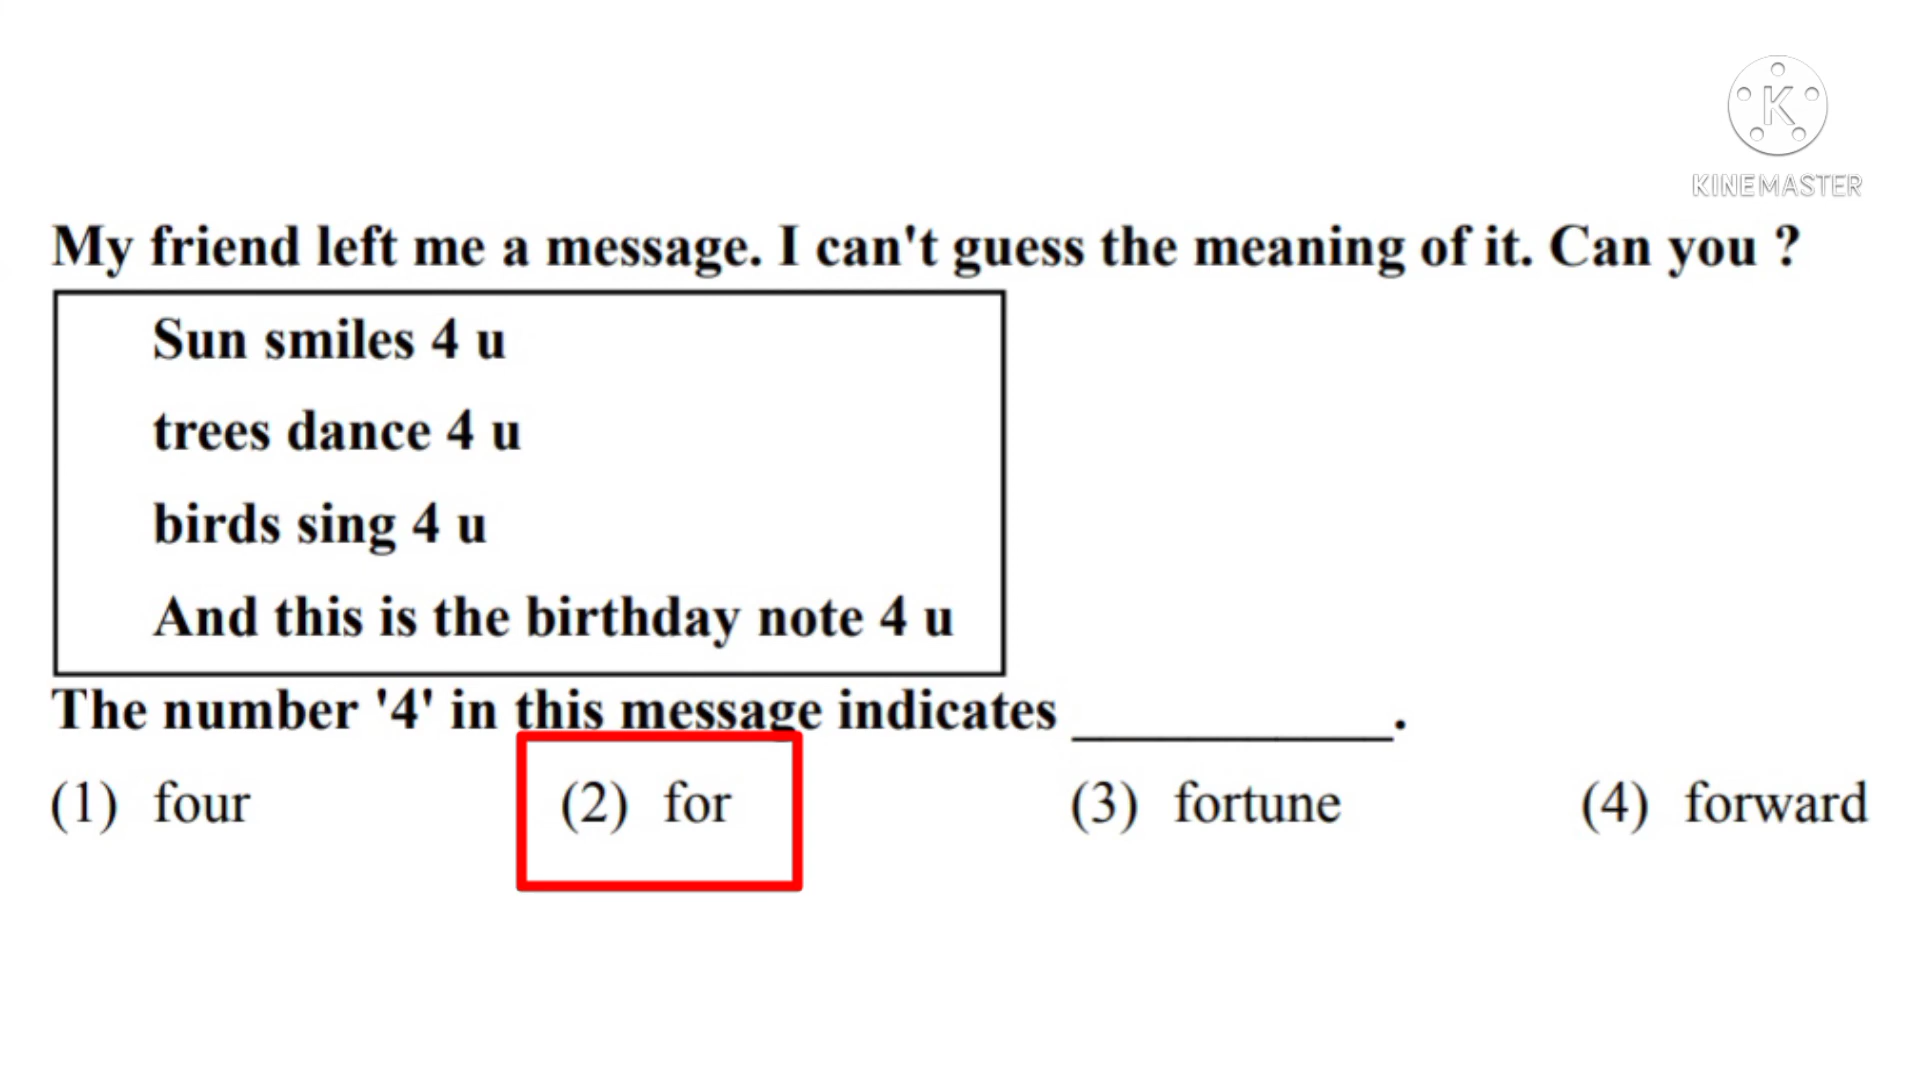 K
KINEMASTER
My friend left me a message. I can't guess the meaning of it. Can you ?
Sun smiles 4 u
trees dance 4 u
birds sing 4 u
And this is the birthday note 4 u
The number '4' in this message indicates ___________.
(1) four (2) for (3) fortune (4) forward